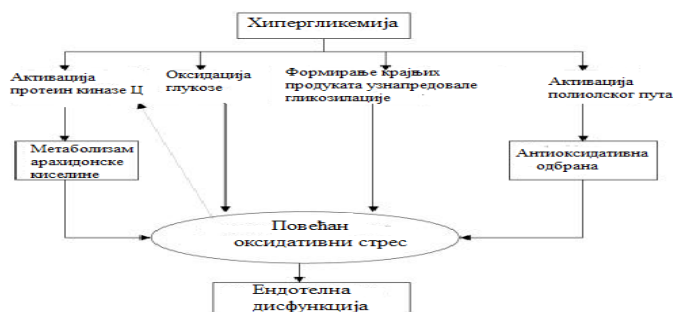 Хипергликемија
Активација
протеин киназе Ц
Оксидација
глукозе
Формирање крајњих
продуката узнапредовале
гликозилације
Активација
полиолског пута
Метаболизам
арахидонске
киселине
Антиоксидативна
одбрана
Повећан
оксидативни стрес
Ендотелна
дисфункција